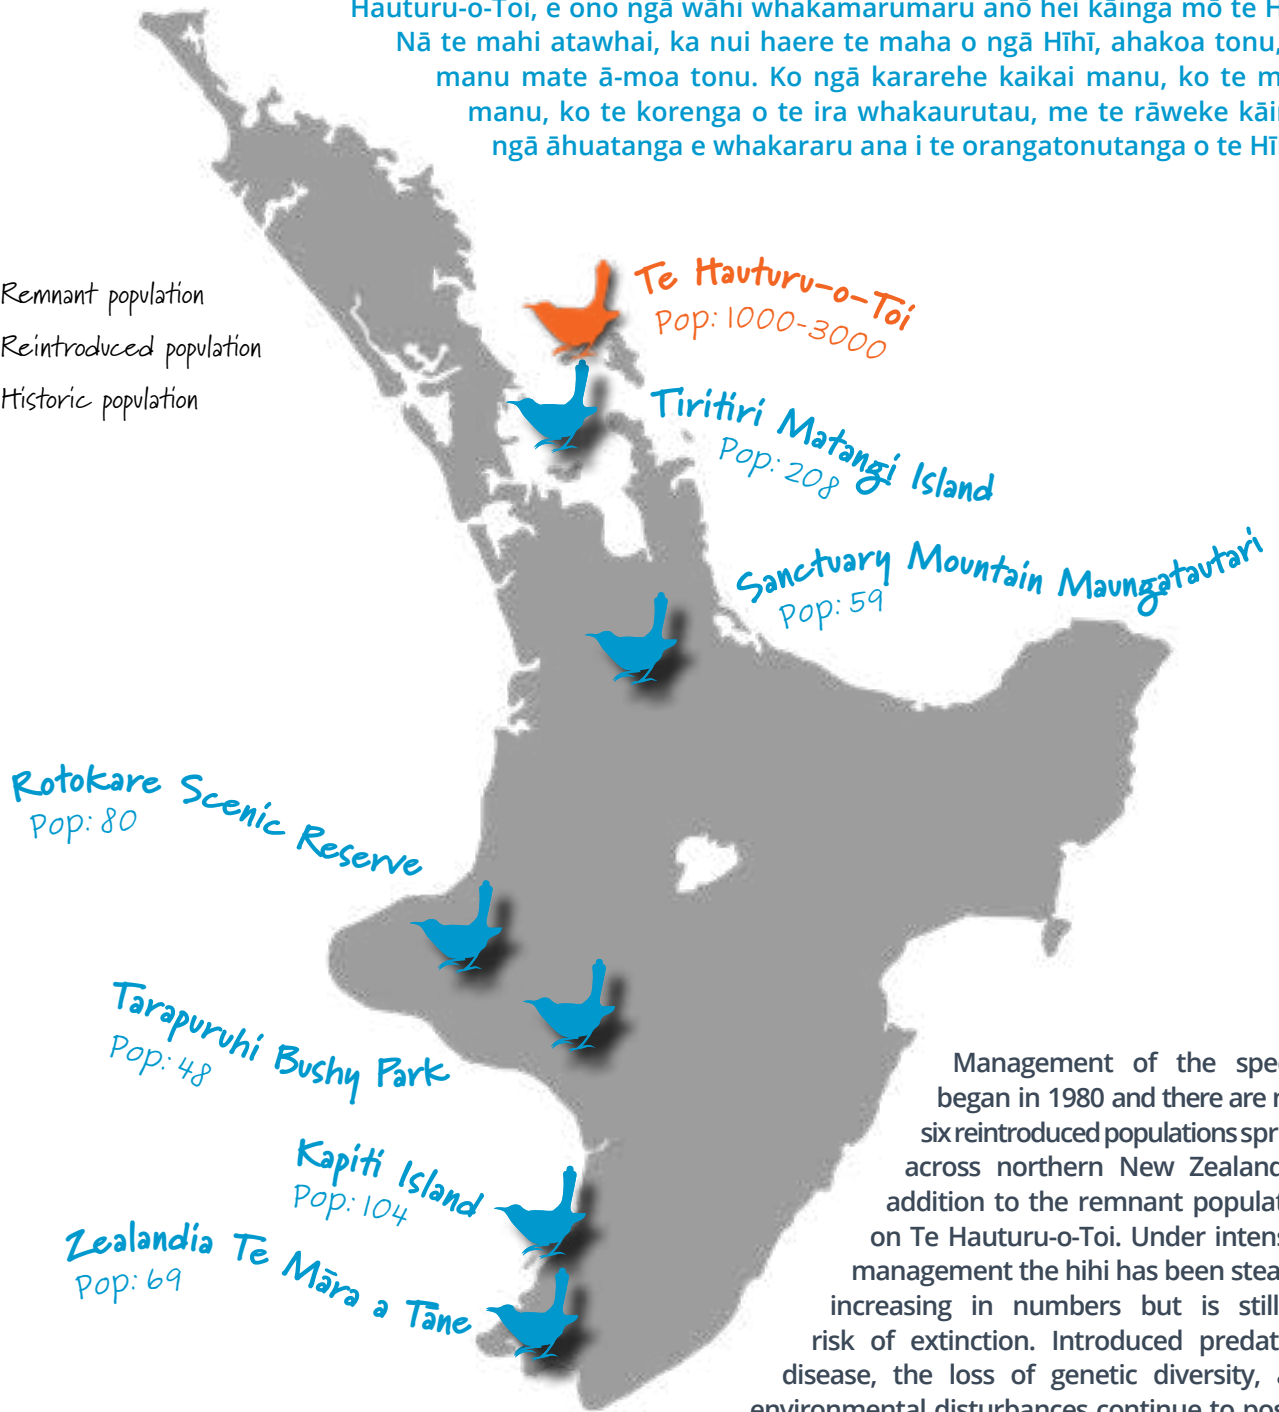 Hauturu-o-Toi, e ono ngā wāhi whakamarumaru anō hei kāinga mō te
Nā te mahi atawhai, ka nui haere te maha o ngā Hīhī, ahakoa tonu,
manu mate ā-moa tonu. Ko ngā kararehe kaikai manu, ko te
manu, ko te korenga o te ira whakaurutau, me te rāweke
ngā āhuatanga e whakararu ana i te orangatonutanga o te
Remnant population
Reintroduced population
Historic population
Te Hauturu-o-Toi
Pop: 1000-3000
Tiritiri Matangi Island
Pop: 208
Sanctuary Mountain Maungatautari
Pop: 59
Rotokare Scenic Reserve
Pop: 80
Tarapuruhi Bushy Park
Pop: 48
Kapiti Island
Pop: 104
Zealandia Te Māra a Tāne
Pop: 69
Management of the
began in 1980 and there are
six reintroduced populations
across northern New Zealand
addition to the remnant
on Te Hauturu-o-Toi. Under
management the hihi has been
increasing in numbers but is still
risk of extinction. Introduced
disease, the loss of genetic diversity,
environmental disturbances continue to